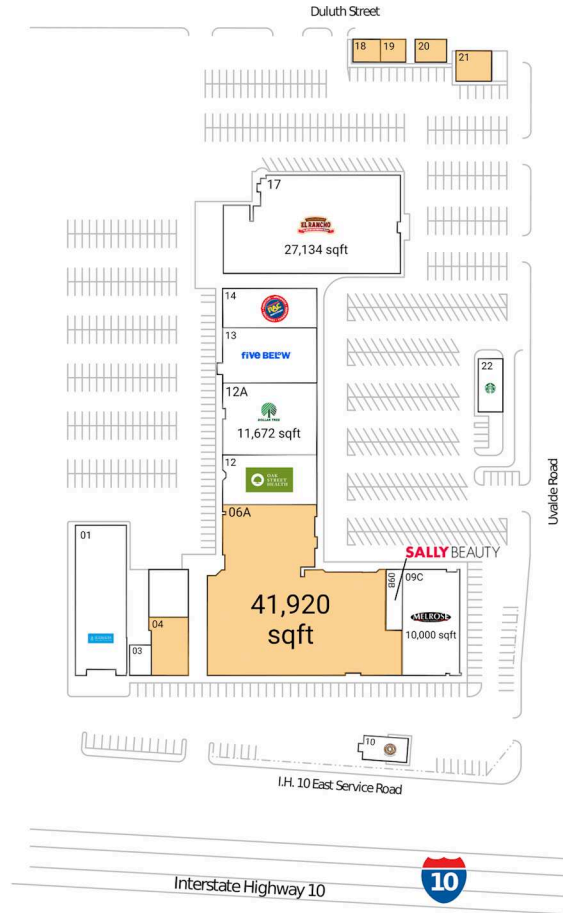 Duluth Street
18
19
20
21
17
EL RANCHO
27,134 sqft
14
13
five BEL°W
12A
DOLLAR TREE
11,672 sqft
22
12
OAK
STREET
HEALTH
Uvalde Road
06A
01
SALLY BEAUTY
09B
09C
41,920
sqft
MELROSE
10,000 sqft
04
03
10
I.H. 10 East Service Road
Interstate Highway 10
10